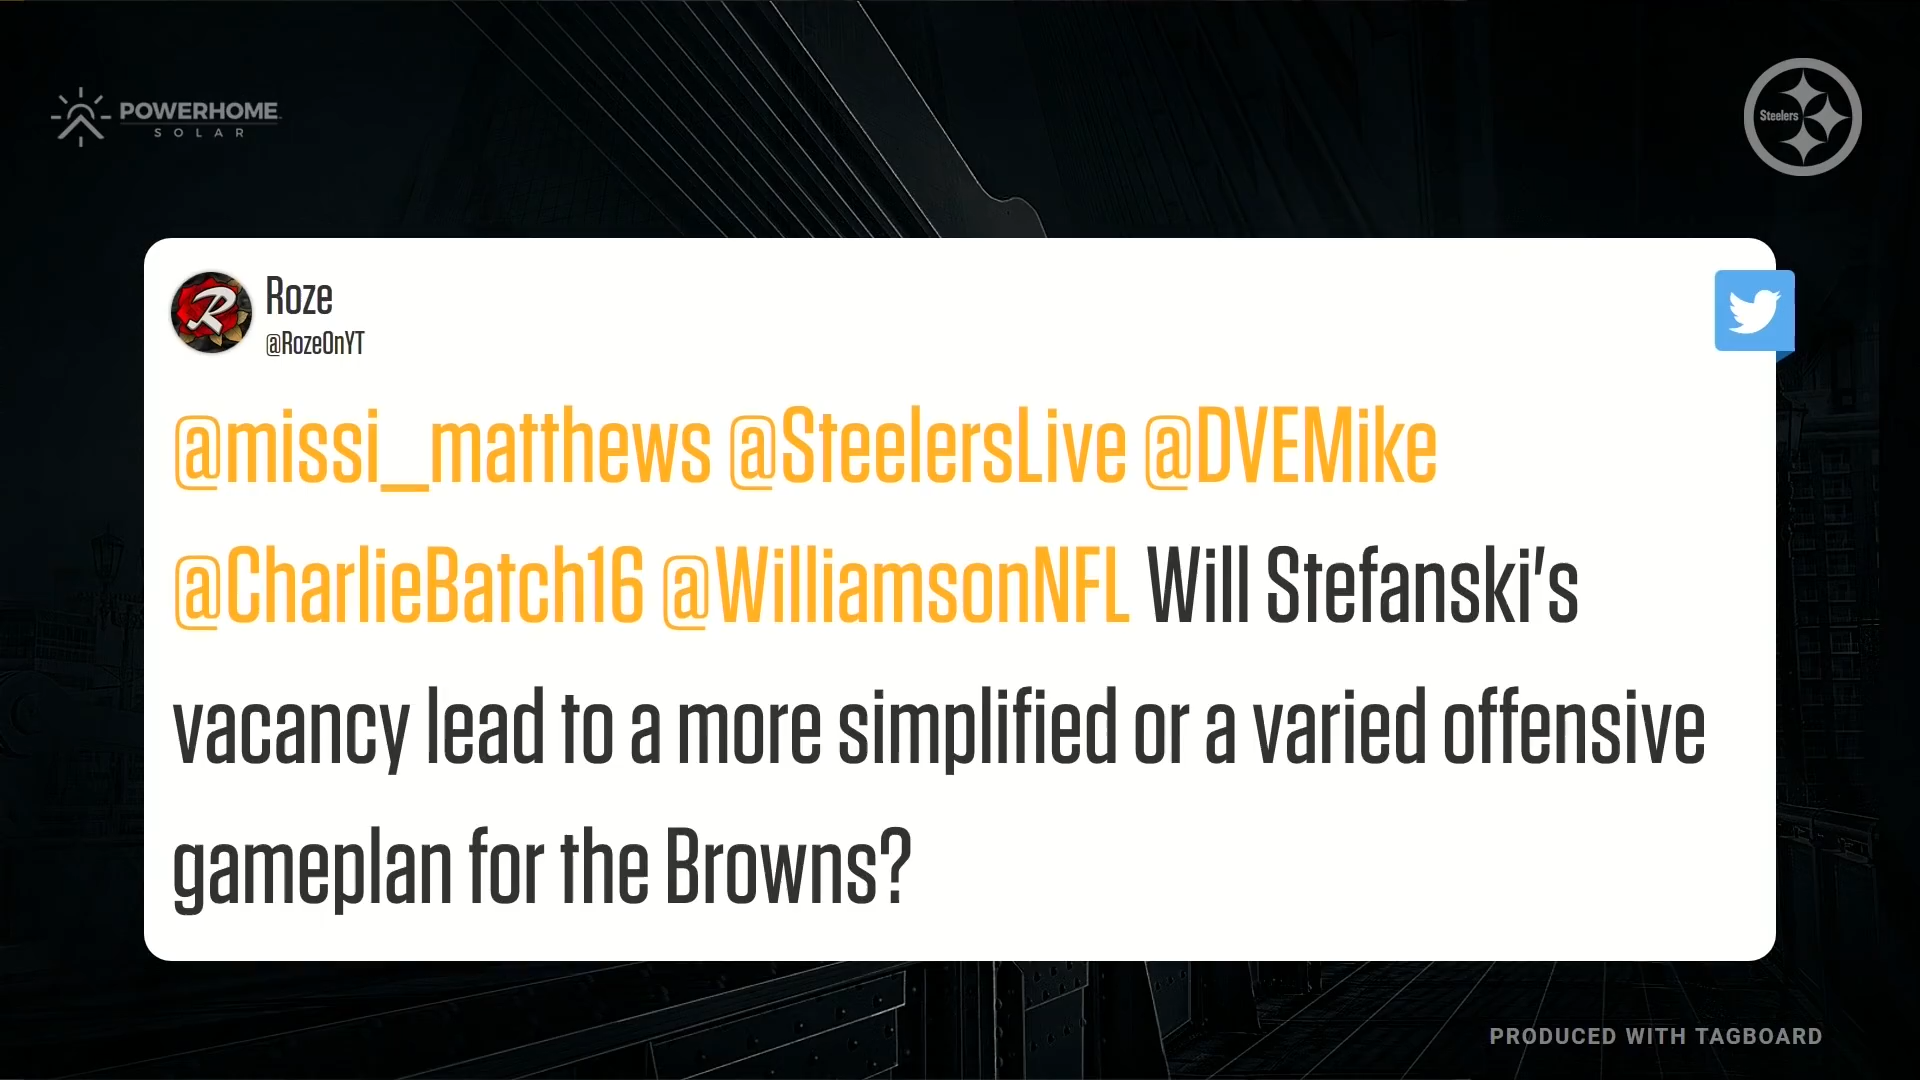 POWERHOME
SOLAR
Steelers
R
Roze
@RozeOnYT
@missi_matthews @SteelersLive @DVEMike
@CharlieBatch16 @WilliamsonNFL Will Stefanski's
vacancy lead to a more simplified or a varied offensive
gameplan for the Browns?
PRODUCED WITH TAGBOARD